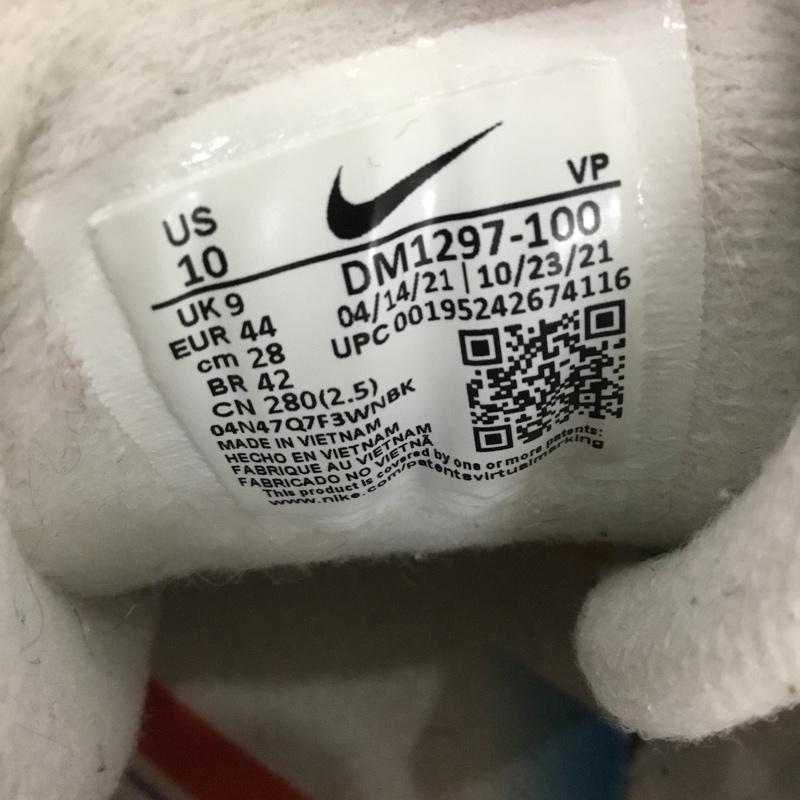 US
10
VP
DM1297-100
04/14/21 | 10/23/21
UPC 00195242674116
UK 9
EUR 44
cm 28
BR 42
CN 280(2.5)
04N47Q7F3WNBK
MADE IN VIETNAM
HECHO EN VIETNAM
FABRIQUE AU VIETNAM
FABRICADO NO VIETNÃ
This product is covered by one or more patents:
www.nike.com/patentsvirtualmarking